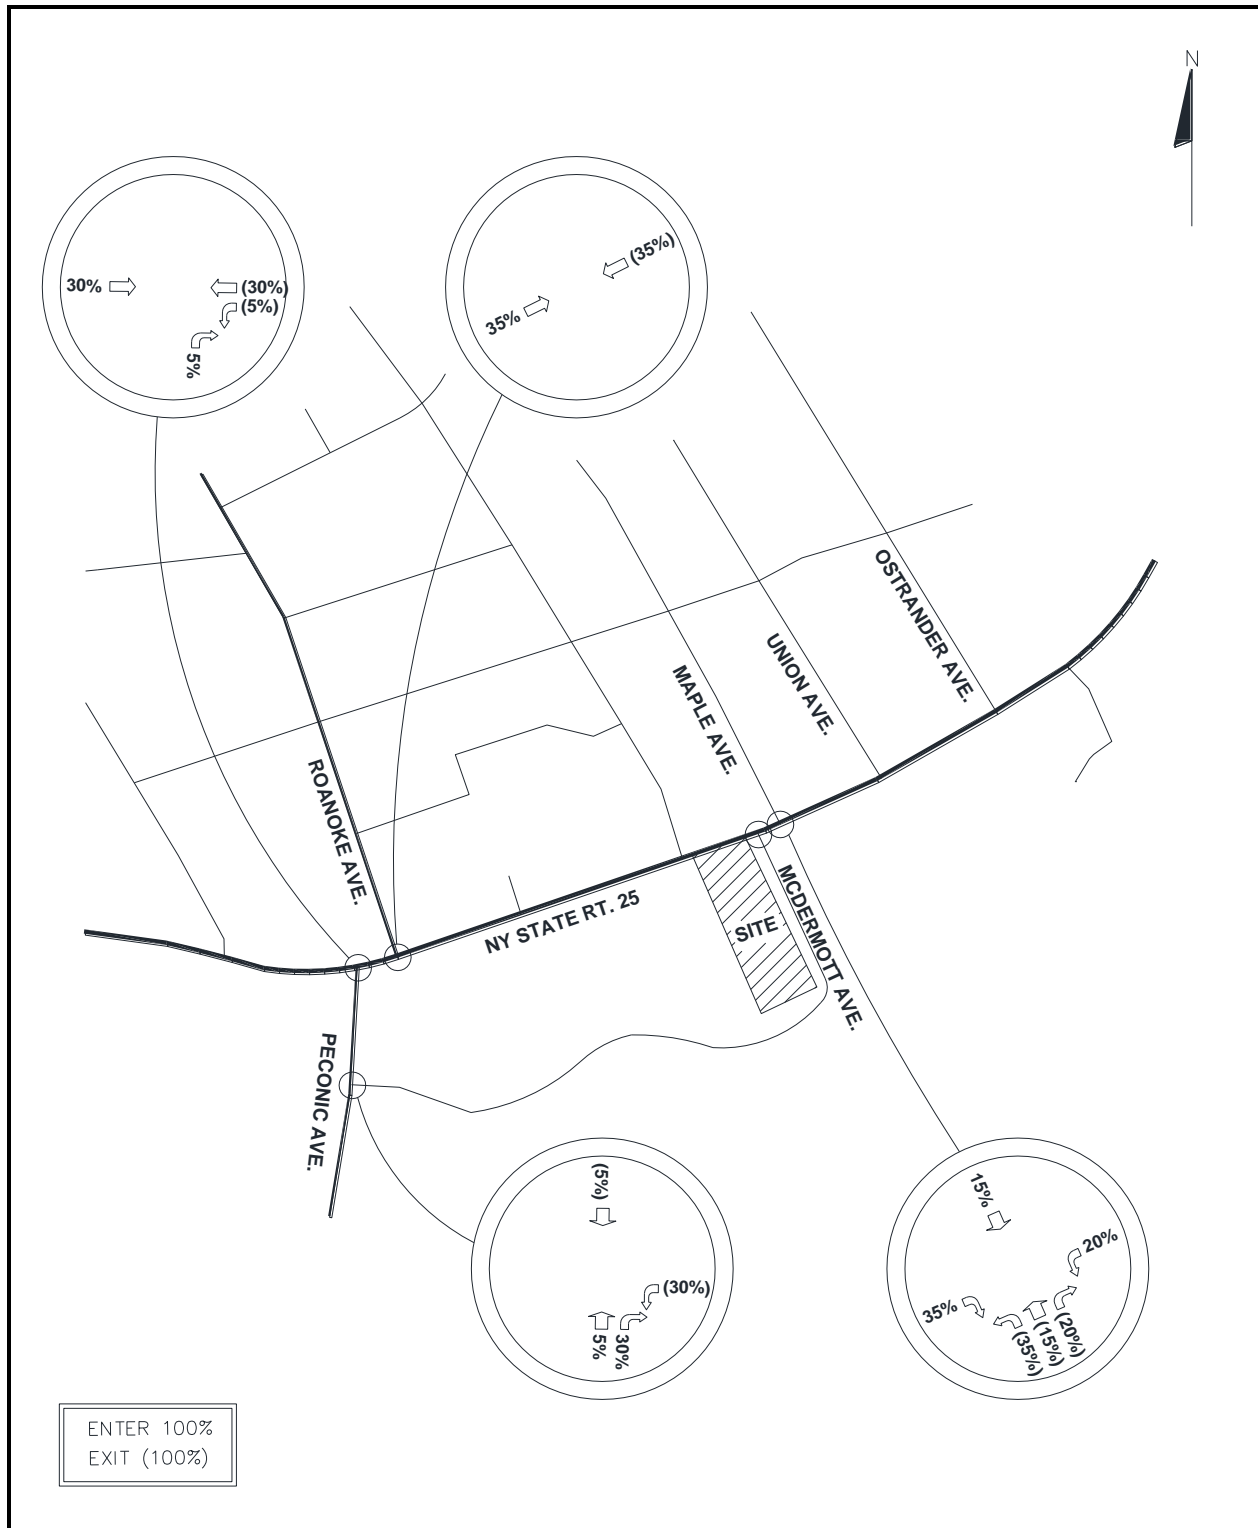 N
30%
(30%)
(5%)
5%
(35%)
35%
OSTRANDER AVE.
UNION AVE.
MAPLE AVE.
ROANOKE AVE.
NY STATE RT. 25
SITE
MCDERMOTT AVE.
PECONIC AVE.
(5%)
(30%)
5%
30%
15%
20%
35%
(35%)
(15%)
(20%)
ENTER 100%
EXIT (100%)